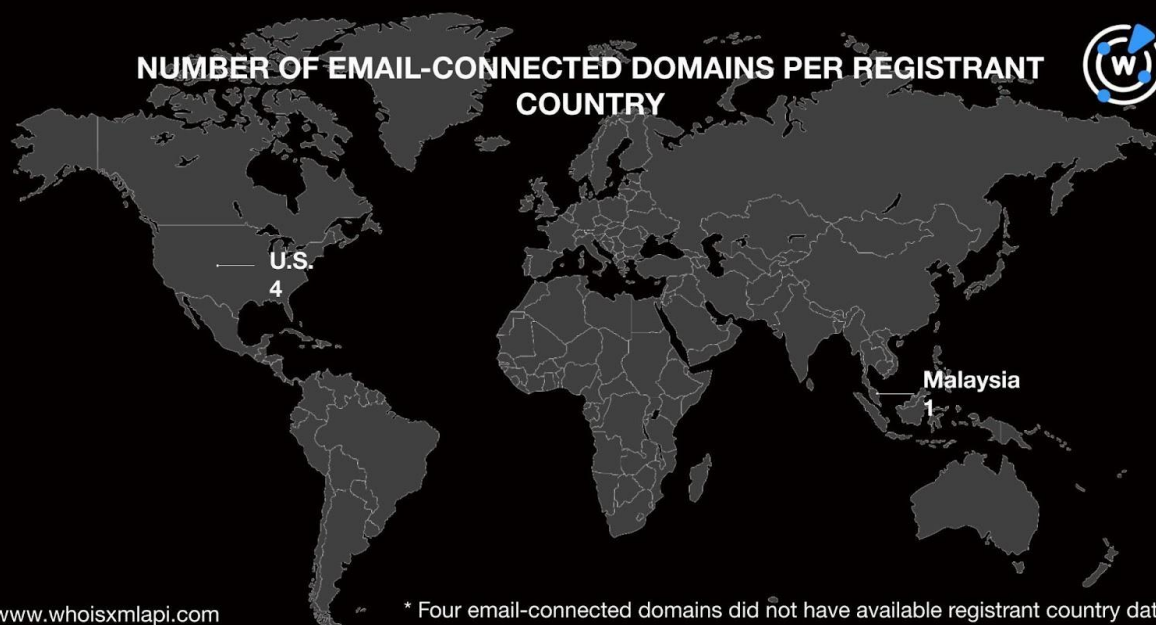 NUMBER OF EMAIL-CONNECTED DOMAINS PER REGISTRANT
COUNTRY
W
U.S.
4
Malaysia
1
www.whoisxmlapi.com
* Four email-connected domains did not have available registrant country dat